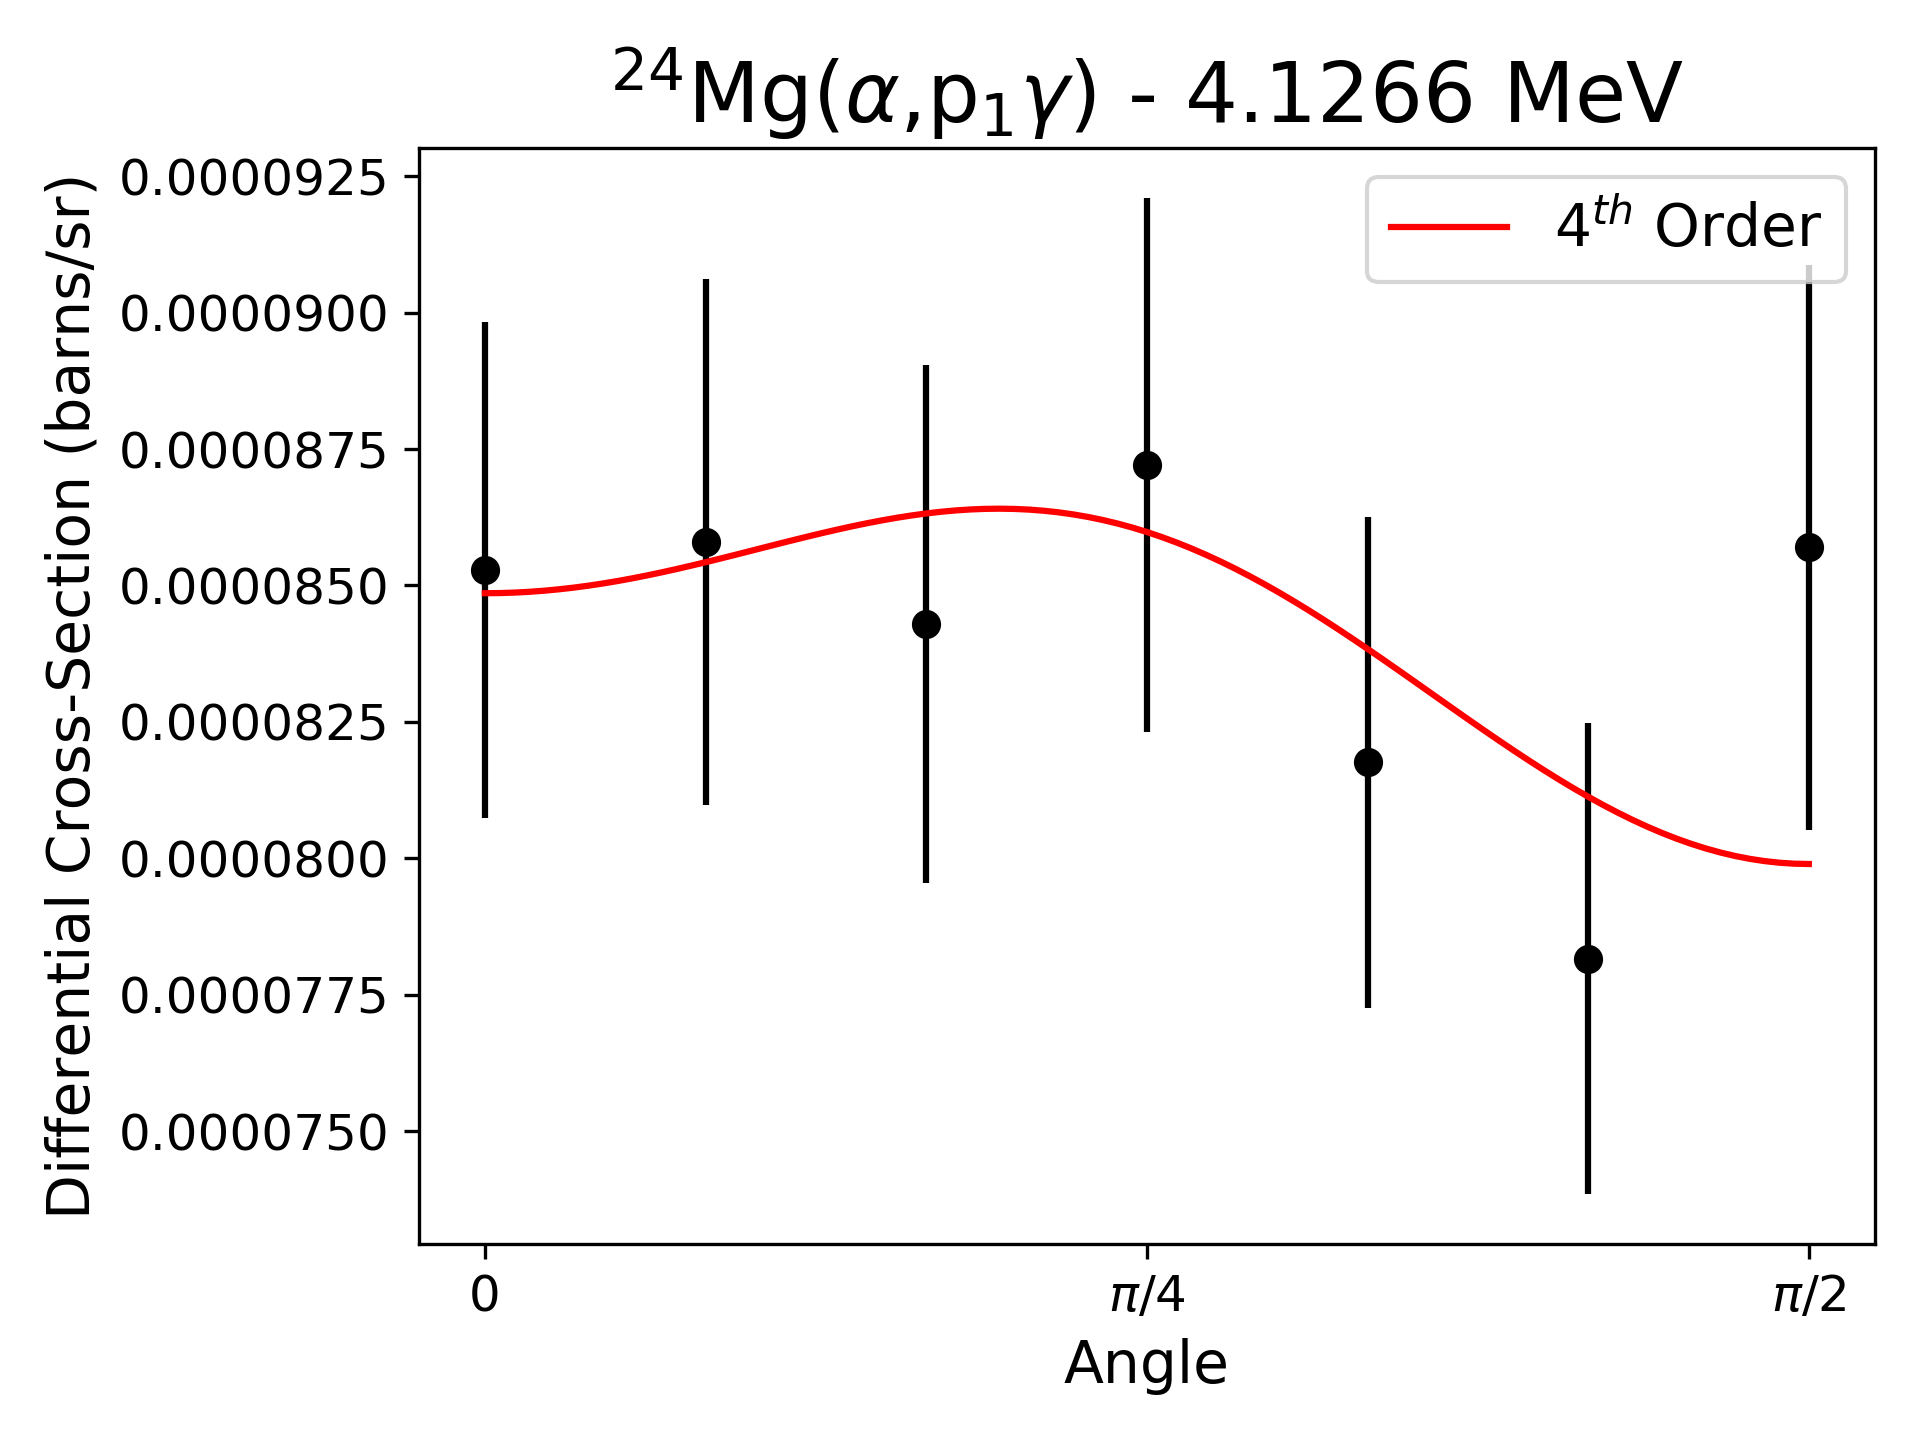 ²⁴Mg(α,p₁γ) - 4.1266 MeV
4ᵗʰ Order
Differential Cross-Section (barns/sr)
0.0000925
0.0000900
0.0000875
0.0000850
0.0000825
0.0000800
0.0000775
0.0000750
0 π/4 π/2
Angle